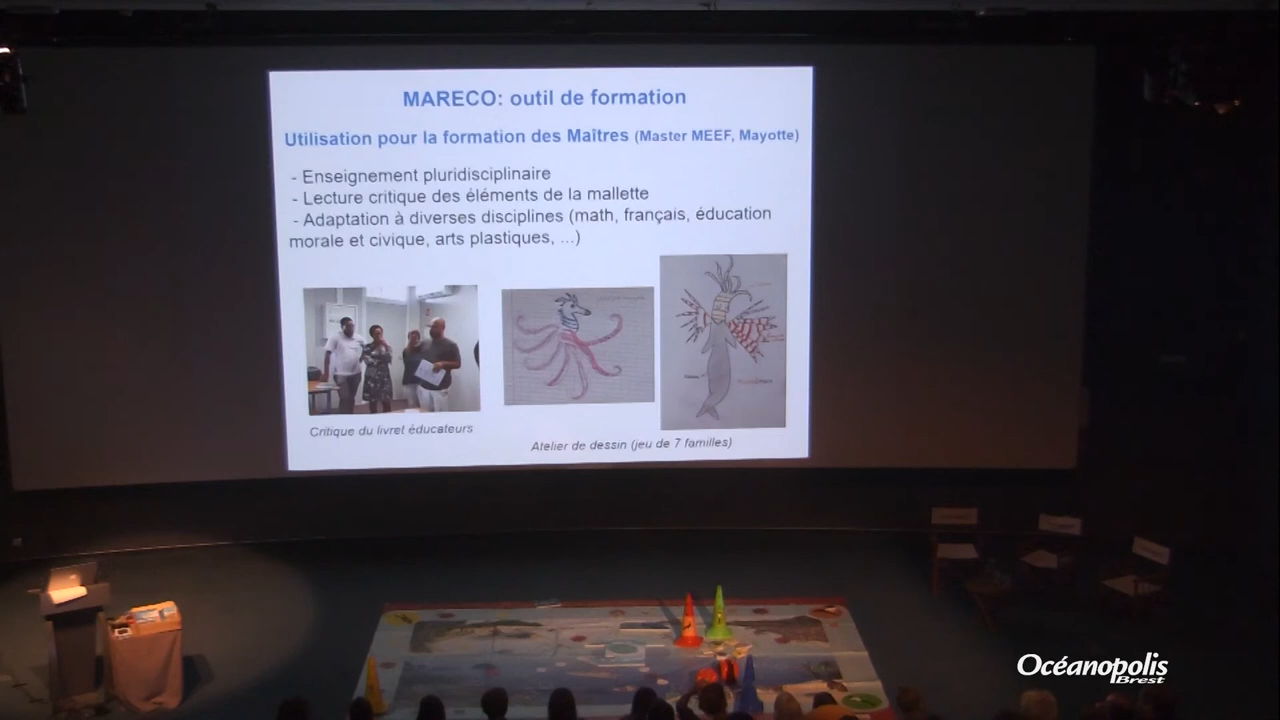 MARECO: outil de formation
Utilisation pour la formation des Maîtres (Master MEEF, Mayotte)
- Enseignement pluridisciplinaire
- Lecture critique des éléments de la mallette
- Adaptation à diverses disciplines (math, français, éducation
morale et civique, arts plastiques, ...)
Critique du livret éducateurs
Atelier de dessin (jeu de 7 familles)
Océanopolis
Brest